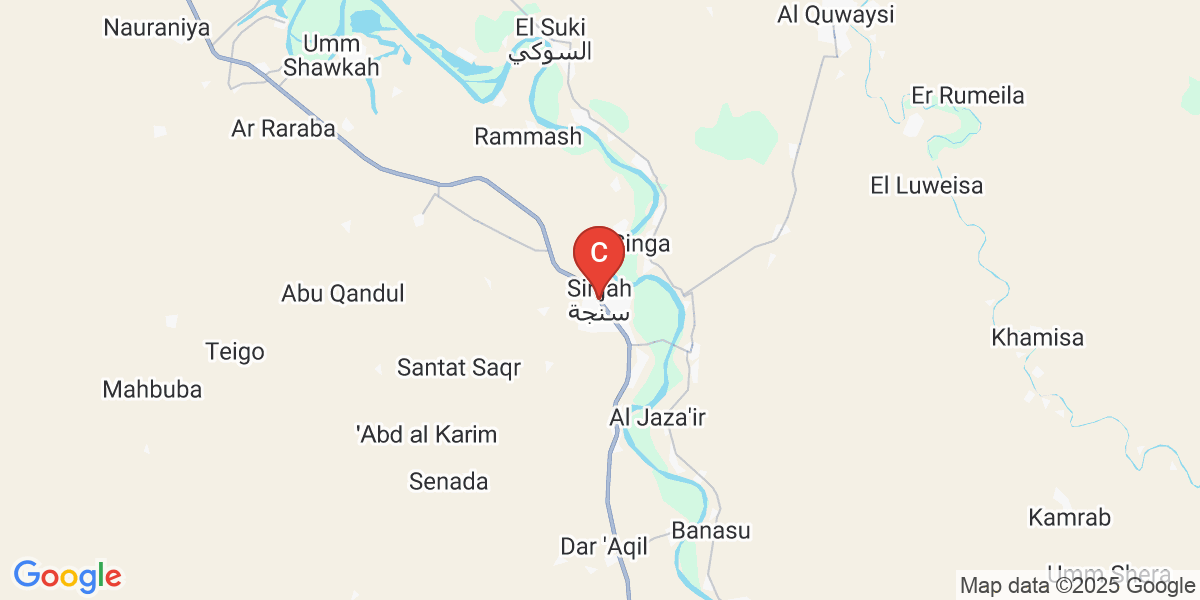 Nauraniya
Al Quwaysi
El Suki
السوكي
Umm
Shawkah
Er Rumeila
Ar Raraba
Rammash
El Luweisa
C
Singa
Sinjah
سنجة
Abu Qandul
Khamisa
Teigo
Santat Saqr
Mahbuba
Al Jaza'ir
'Abd al Karim
Senada
Kamrab
Banasu
Dar 'Aqil
Umm Shera
Google
Map data ©2025 Google